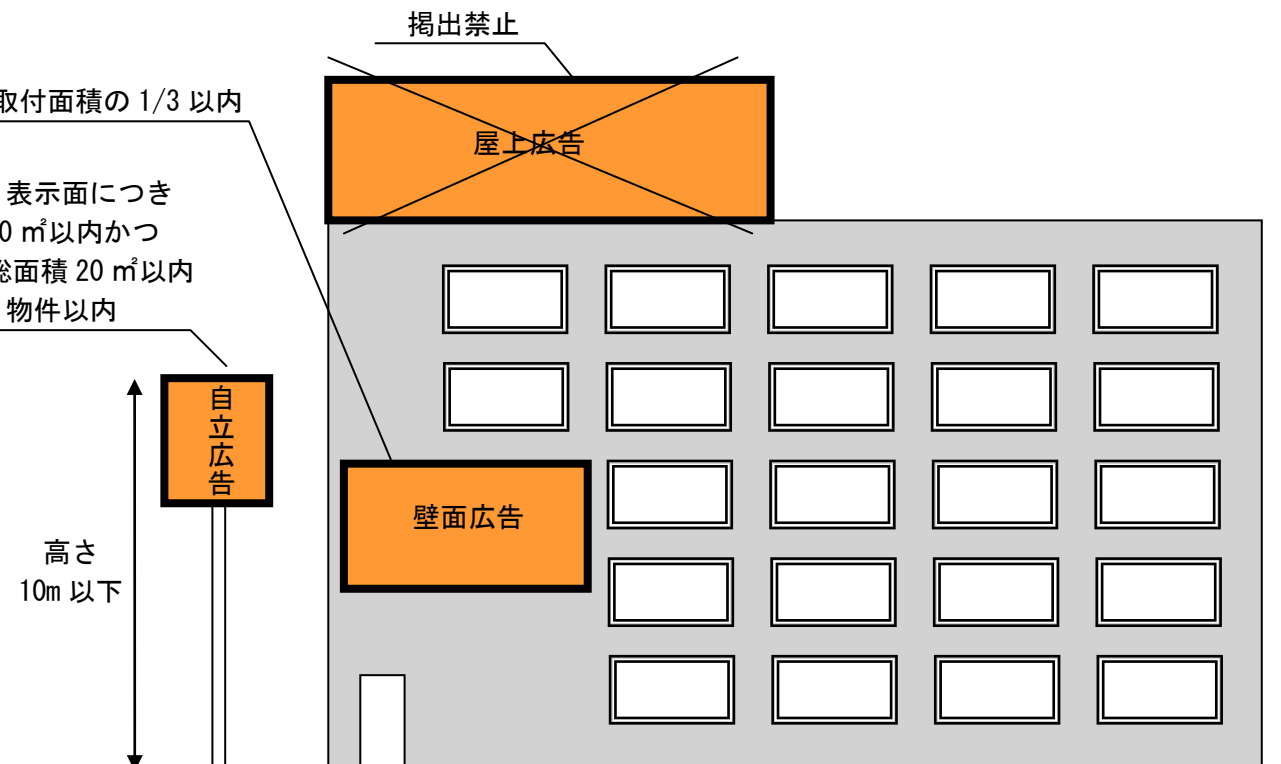 掲出禁止
取付面積の 1/3 以内
屋上広告
表示面につき
0 ㎡以内かつ
総面積 20 ㎡以内
物件以内
自立広告
壁面広告
高さ
10m 以下